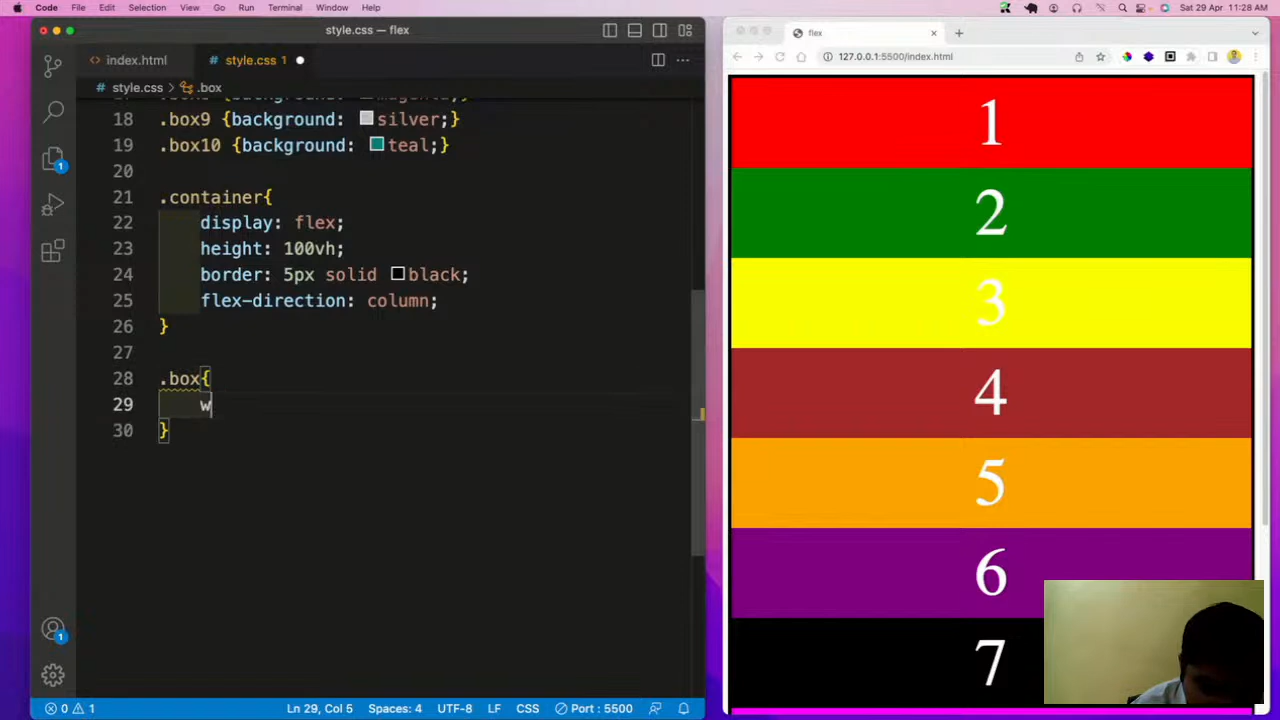 Code File Edit Selection View Go Run Terminal Window Help Sat 29 Apr 11:28 AM
style.css — flex
flex
index.html
style.css 1
127.0.0.1:5500/index.html
style.css > .box
18 .box9 {background: silver;}
19 .box10 {background: teal;}
20
21 .container{
22 display: flex;
23 height: 100vh;
24 border: 5px solid black;
25 flex-direction: column;
26 }
27
28 .box{
29 w
30 }
1
2
3
4
5
6
7
1
1
0 1 Ln 29, Col 5 Spaces: 4 UTF-8 LF CSS Port : 5500